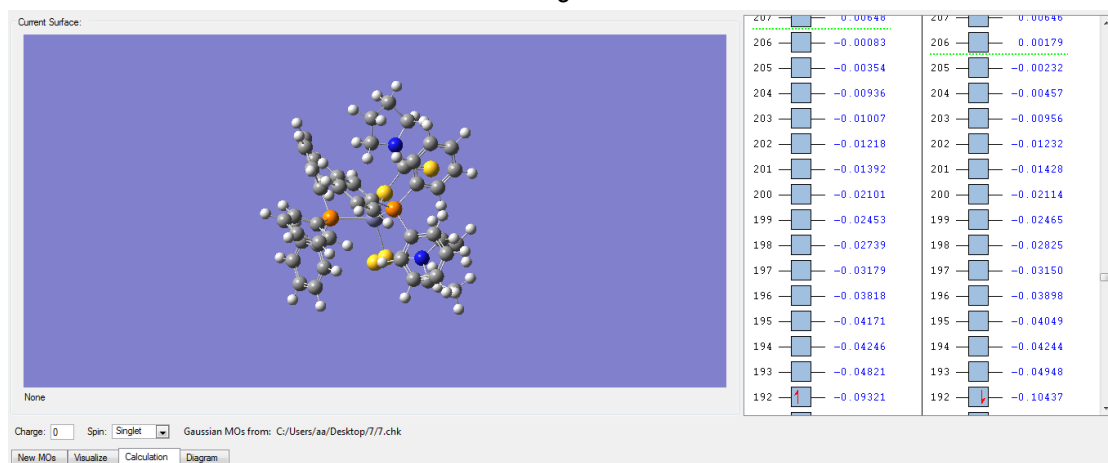 Current Surface:
207 0.00648 207 0.00646
206 -0.00083 206 0.00179
205 -0.00354 205 -0.00232
204 -0.00936 204 -0.00457
203 -0.01007 203 -0.00956
202 -0.01218 202 -0.01232
201 -0.01392 201 -0.01428
200 -0.02101 200 -0.02114
199 -0.02453 199 -0.02465
198 -0.02739 198 -0.02825
197 -0.03179 197 -0.03150
196 -0.03818 196 -0.03898
195 -0.04171 195 -0.04049
194 -0.04246 194 -0.04244
193 -0.04821 193 -0.04948
192 -0.09321 192 -0.10437
None
Charge: 0 Spin: Singlet Gaussian MOs from: C:/Users/aa/Desktop/7/7.chk
New MOs Visualize Calculation Diagram